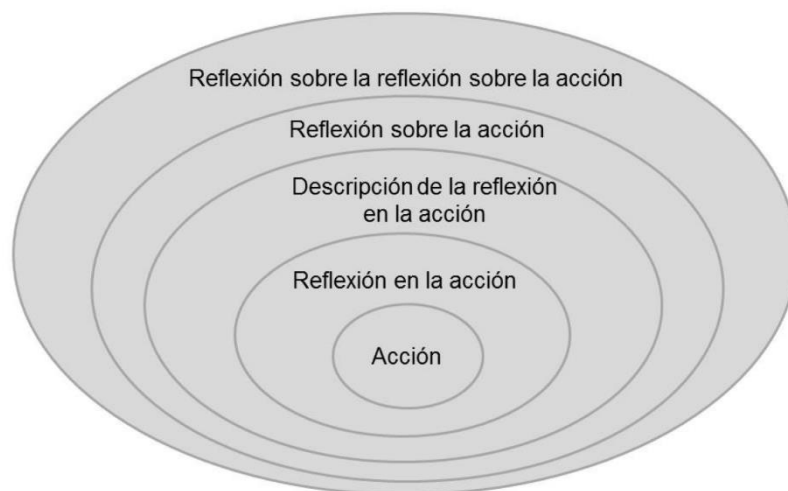 Reflexión sobre la reflexión sobre la acción
Reflexión sobre la acción
Descripción de la reflexión
en la acción
Reflexión en la acción
Acción